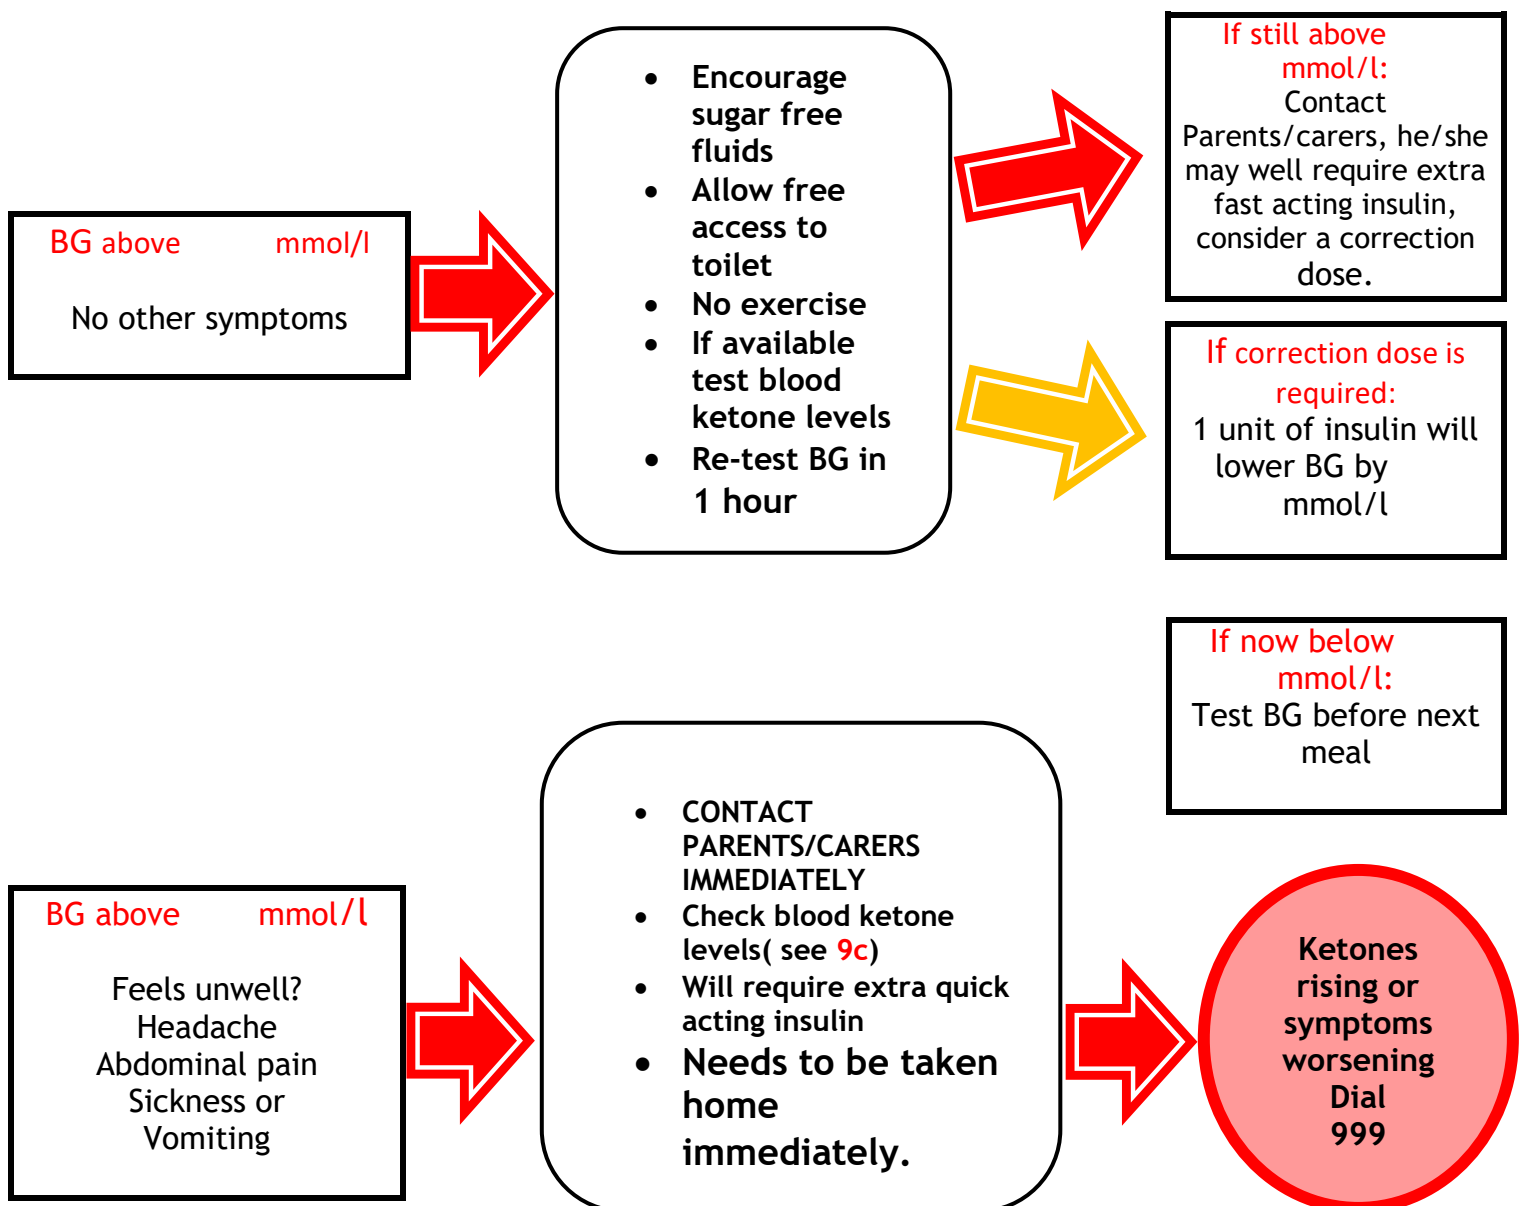 BG above mmol/l
No other symptoms
• Encourage
sugar free
fluids
• Allow free
access to
toilet
• No exercise
• If available
test blood
ketone levels
• Re-test BG in
1 hour
If still above
mmol/l:
Contact
Parents/carers, he/she
may well require extra
fast acting insulin,
consider a correction
dose.
If correction dose is
required:
1 unit of insulin will
lower BG by
mmol/l
If now below
mmol/l:
Test BG before next
meal
BG above mmol/l
Feels unwell?
Headache
Abdominal pain
Sickness or
Vomiting
• CONTACT
PARENTS/CARERS
IMMEDIATELY
• Check blood ketone
levels( see 9c)
• Will require extra quick
acting insulin
• Needs to be taken
home
immediately.
Ketones
rising or
symptoms
worsening
Dial
999